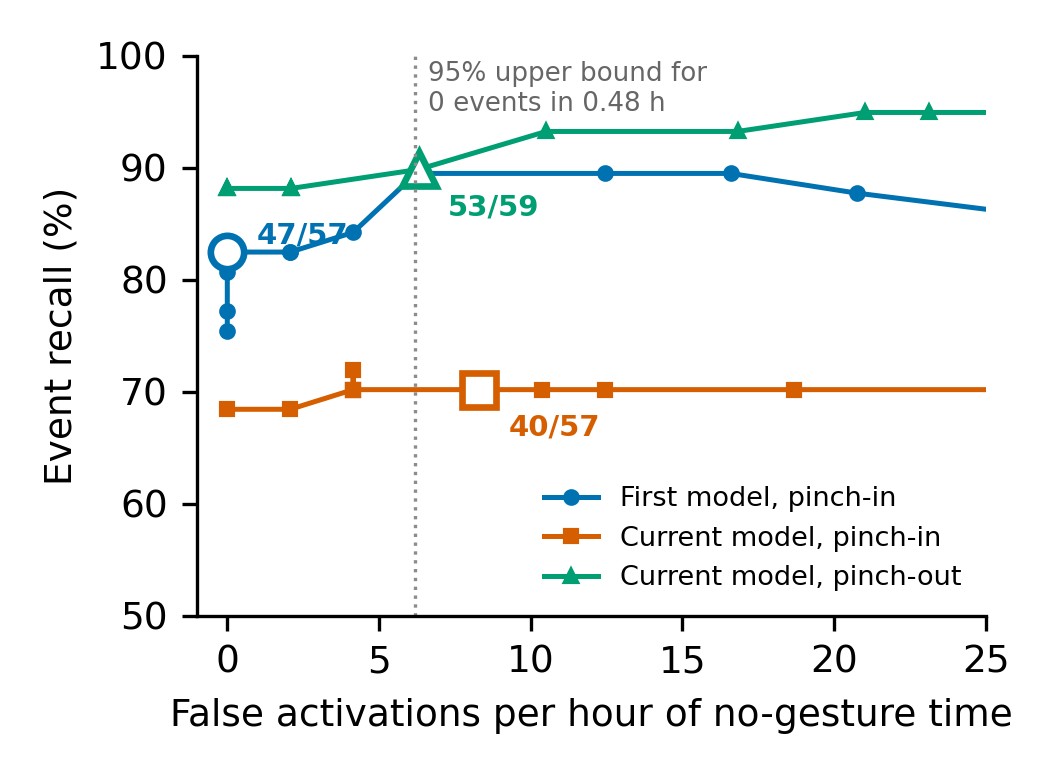 95% upper bound for
0 events in 0.48 h
47/57
53/59
40/57
First model, pinch-in
Current model, pinch-in
Current model, pinch-out
Event recall (%)
100
90
80
70
60
50
0
5
10
15
20
25
False activations per hour of no-gesture time